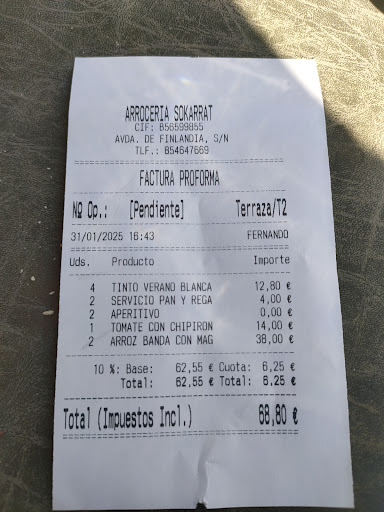 ARROCERIA SOKARRAT
CIF: B56599855
AVDA. DE FINLANDIA, S/N
TLF.: 854647669
FACTURA PROFORMA
Nº Op.: [Pendiente] Terraza/T2
31/01/2025 16:43 FERNANDO
Uds. Producto Importe
4 TINTO VERANO BLANCA 12,80 €
2 SERVICIO PAN Y REGA 4,00 €
2 APERITIVO 0,00 €
1 TOMATE CON CHIPIRON 14,00 €
2 ARROZ BANDA CON MAG 38,00 €
10 %: Base: 62,55 € Cuota: 6,25 €
Total: 62,55 € Total: 6,25 €
Total (Impuestos Incl.) 68,80 €